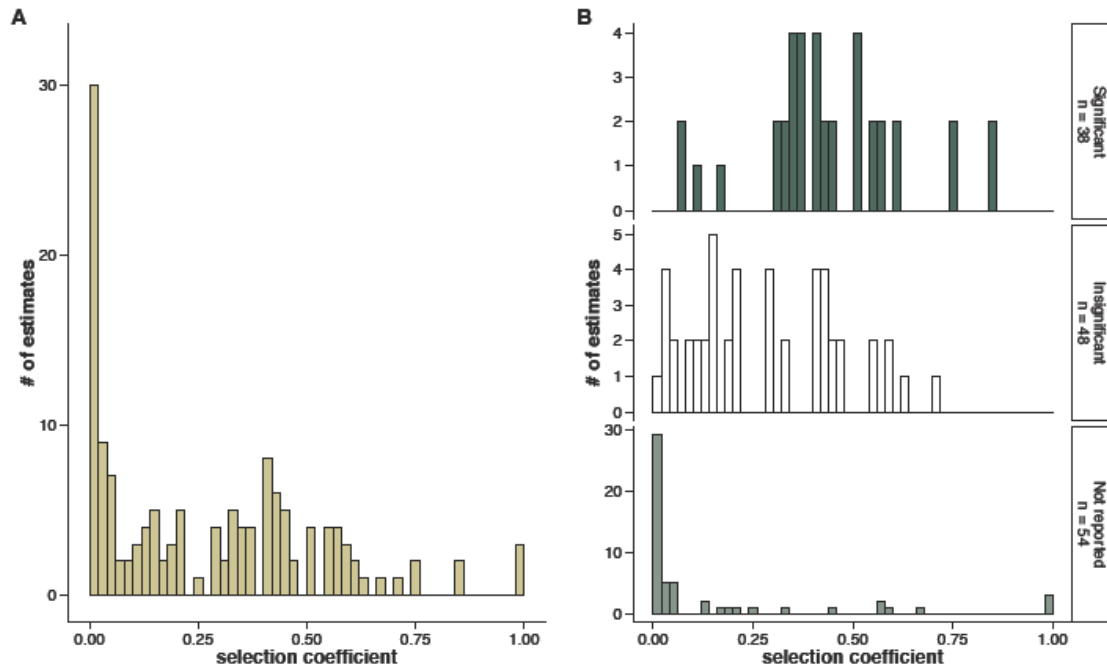 A
# of estimates
30
20
10
0
0.00
0.25
0.50
0.75
1.00
selection coefficient
B
# of estimates
4
3
2
1
0
Significant
n = 38
5
4
3
2
1
0
Insignificant
n = 48
30
20
10
0
Not reported
n = 54
0.00
0.25
0.50
0.75
1.00
selection coefficient